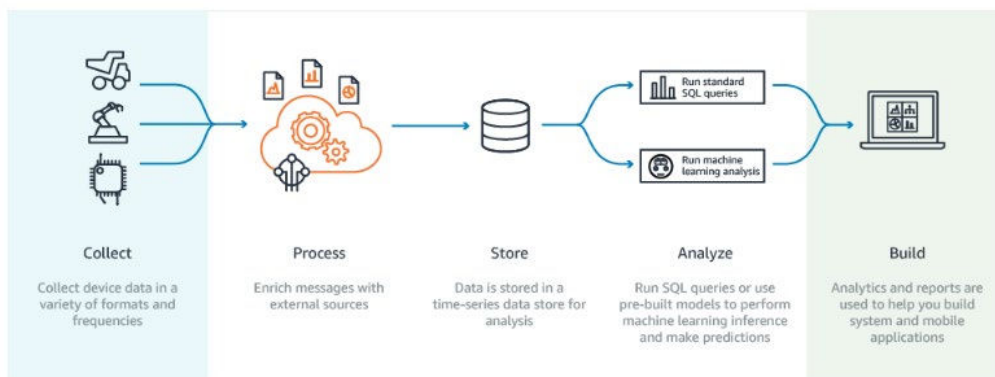 Run standard
SQL queries
Run machine
learning analysis
Collect
Collect device data in a
variety of formats and
frequencies
Process
Enrich messages with
external sources
Store
Data is stored in a
time-series data store for
analysis
Analyze
Run SQL queries or use
pre-built models to perform
machine learning inference
and make predictions
Build
Analytics and reports are
used to help you build
system and mobile
applications